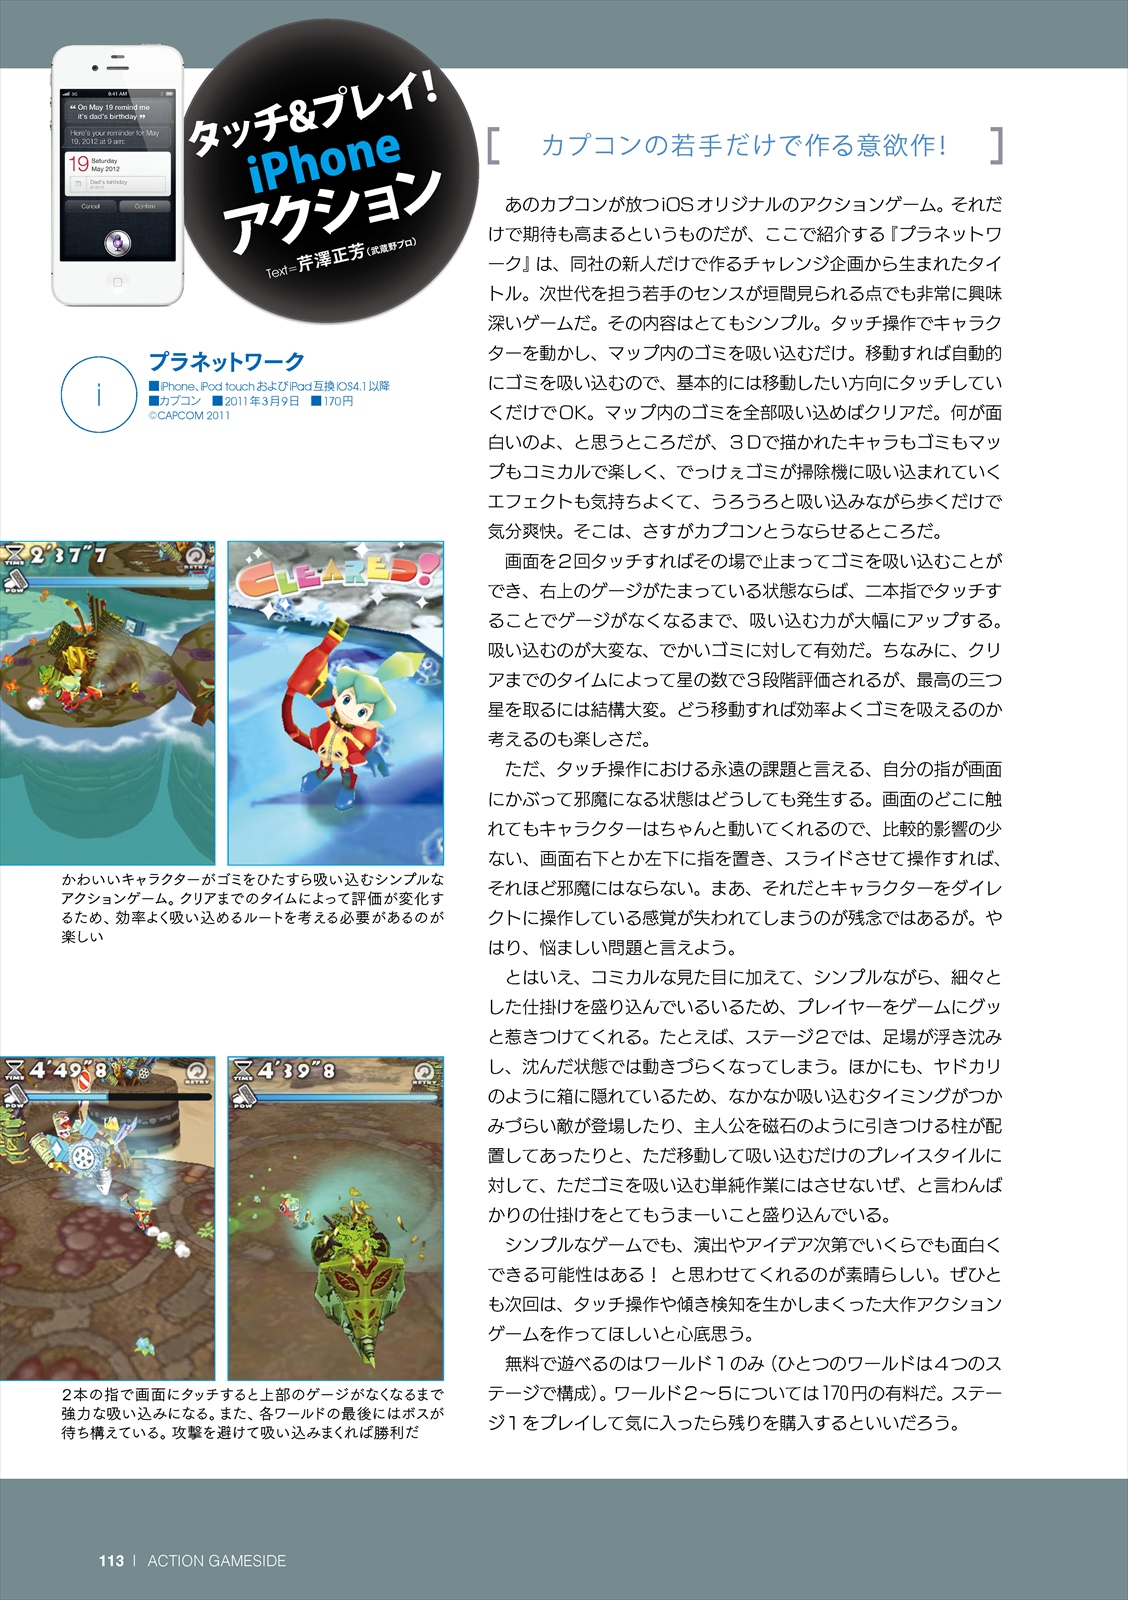 “ On May 19 remind me
it's dad's birthday ”
Here's your reminder for May
19, 2012 at 9 am:
19 Saturday
May 2012
Dad's birthday
Cancel Confirm
9:41 AM
タッチ&プレイ!
iPhone
アクション
Text=芹澤正芳(武蔵野プロ)
i
プラネットワーク
■iPhone、iPod touchおよびiPad互換iOS4.1以降
■カプコン ■2011年3月9日 ■170円
©CAPCOM 2011
[ カプコンの若手だけで作る意欲作! ]
あのカプコンが放つiOSオリジナルのアクションゲーム。それだ
けで期待も高まるというものだが、ここで紹介する『プラネットワ
ーク』は、同社の新人だけで作るチャレンジ企画から生まれたタイ
トル。次世代を担う若手のセンスが垣間見られる点でも非常に興味
深いゲームだ。その内容はとてもシンプル。タッチ操作でキャラク
ターを動かし、マップ内のゴミを吸い込むだけ。移動すれば自動的
にゴミを吸い込むので、基本的には移動したい方向にタッチしてい
くだけでOK。マップ内のゴミを全部吸い込めばクリアだ。何が面
白いのよ、と思うところだが、3Dで描かれたキャラもゴミもマッ
プもコミカルで楽しく、でっけぇゴミが掃除機に吸い込まれていく
エフェクトも気持ちよくて、うろうろと吸い込みながら歩くだけで
気分爽快。そこは、さすがカプコンとうならせるところだ。
画面を2回タッチすればその場で止まってゴミを吸い込むことが
でき、右上のゲージがたまっている状態ならば、二本指でタッチす
ることでゲージがなくなるまで、吸い込む力が大幅にアップする。
吸い込むのが大変な、でかいゴミに対して有効だ。ちなみに、クリ
アまでのタイムによって星の数で3段階評価されるが、最高の三つ
星を取るには結構大変。どう移動すれば効率よくゴミを吸えるのか
考えるのも楽しさだ。
ただ、タッチ操作における永遠の課題と言える、自分の指が画面
にかぶって邪魔になる状態はどうしても発生する。画面のどこに触
れてもキャラクターはちゃんと動いてくれるので、比較的影響の少
ない、画面右下とか左下に指を置き、スライドさせて操作すれば、
それほど邪魔にはならない。まあ、それだとキャラクターをダイレ
クトに操作している感覚が失われてしまうのが残念ではあるが。や
はり、悩ましい問題と言えよう。
とはいえ、コミカルな見た目に加えて、シンプルながら、細々と
した仕掛けを盛り込んでいるいるため、プレイヤーをゲームにグッ
と惹きつけてくれる。たとえば、ステージ2では、足場が浮き沈み
し、沈んだ状態では動きづらくなってしまう。ほかにも、ヤドカリ
のように箱に隠れているため、なかなか吸い込むタイミングがつか
みづらい敵が登場したり、主人公を磁石のように引きつける柱が配
置してあったりと、ただ移動して吸い込むだけのプレイスタイルに
対して、ただゴミを吸い込む単純作業にはさせないぜ、と言わんば
かりの仕掛けをとてもうまーいこと盛り込んでいる。
シンプルなゲームでも、演出やアイデア次第でいくらでも面白く
できる可能性はある! と思わせてくれるのが素晴らしい。ぜひと
も次回は、タッチ操作や傾き検知を生かしまくった大作アクション
ゲームを作ってほしいと心底思う。
無料で遊べるのはワールド1のみ(ひとつのワールドは4つのス
テージで構成)。ワールド2〜5については170円の有料だ。ステー
ジ1をプレイして気に入ったら残りを購入するといいだろう。
TIME 2'37"7 RETRY
POW
CLEARED!
かわいいキャラクターがゴミをひたすら吸い込むシンプルな
アクションゲーム。クリアまでのタイムによって評価が変化す
るため、効率よく吸い込めるルートを考える必要があるのが
楽しい
TIME 4'49"8 RETRY
POW
TIME 4'39"8 RETRY
POW
2本の指で画面にタッチすると上部のゲージがなくなるまで
強力な吸い込みになる。また、各ワールドの最後にはボスが
待ち構えている。攻撃を避けて吸い込みまくれば勝利だ
113 | ACTION GAMESIDE